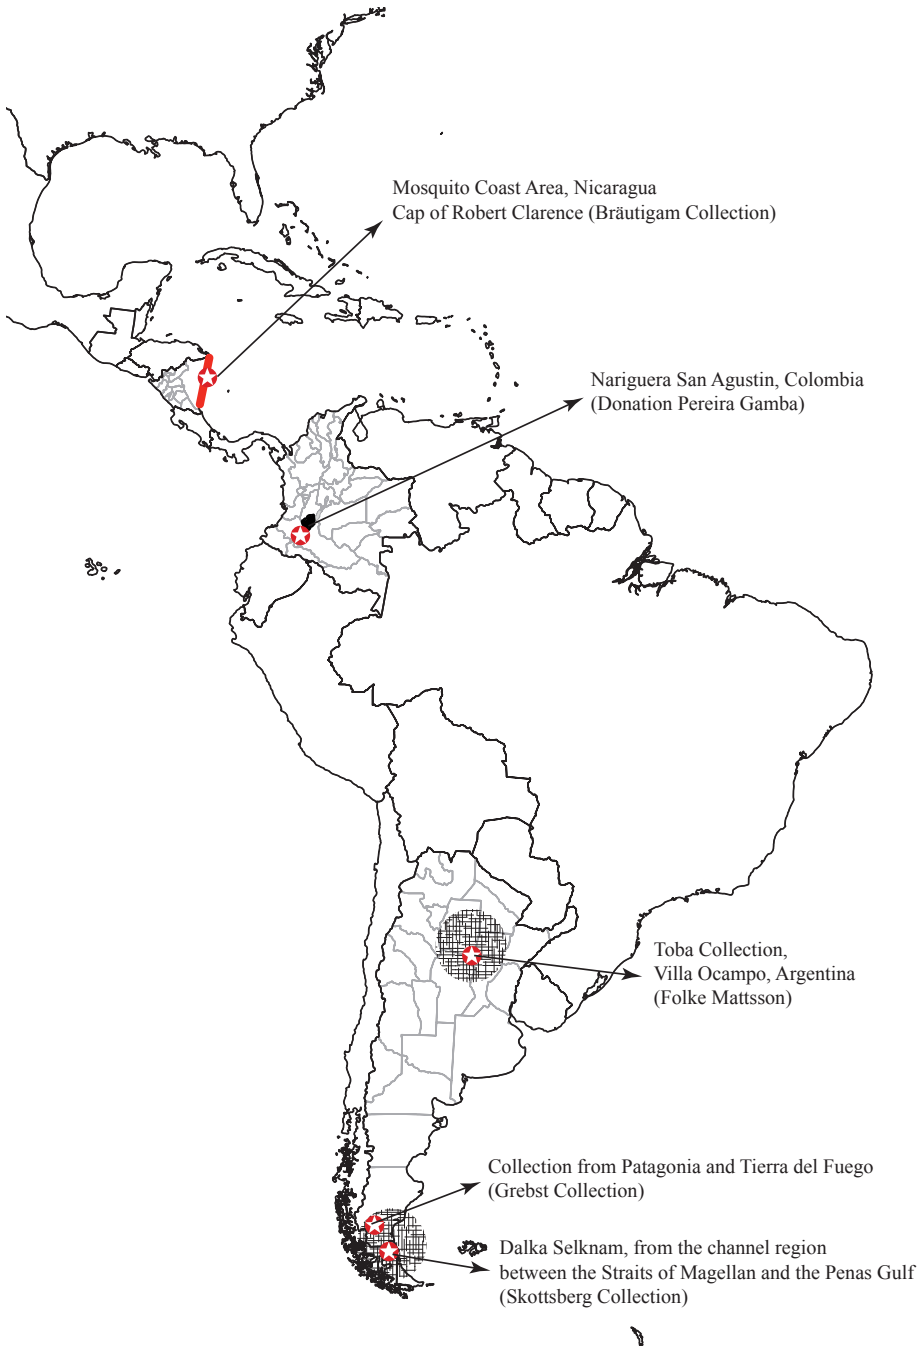 Mosquito Coast Area, Nicaragua
Cap of Robert Clarence (Bräutigam Collection)
Nariguera San Agustin, Colombia
(Donation Pereira Gamba)
Toba Collection,
Villa Ocampo, Argentina
(Folke Mattsson)
Collection from Patagonia and Tierra del Fuego
(Grebst Collection)
Dalka Selknam, from the channel region
between the Straits of Magellan and the Penas Gulf
(Skottsberg Collection)